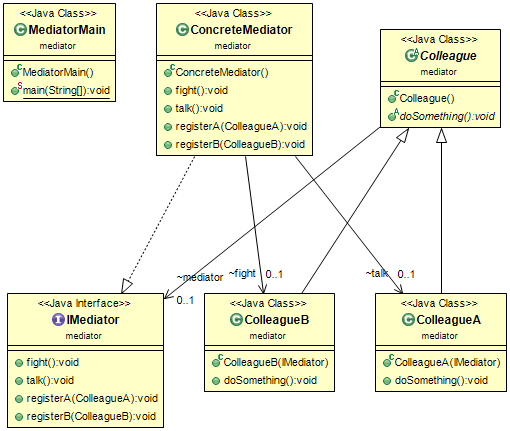 <<Java Class>>
MediatorMain
mediator
MediatorMain()
main(String[]):void
<<Java Class>>
ConcreteMediator
mediator
ConcreteMediator()
fight():void
talk():void
registerA(ColleagueA):void
registerB(ColleagueB):void
<<Java Class>>
Colleague
mediator
Colleague()
doSomething():void
~mediator
0..1
~fight
0..1
~talk
0..1
<<Java Interface>>
IMediator
mediator
fight():void
talk():void
registerA(ColleagueA):void
registerB(ColleagueB):void
<<Java Class>>
ColleagueB
mediator
ColleagueB(IMediator)
doSomething():void
<<Java Class>>
ColleagueA
mediator
ColleagueA(IMediator)
doSomething():void